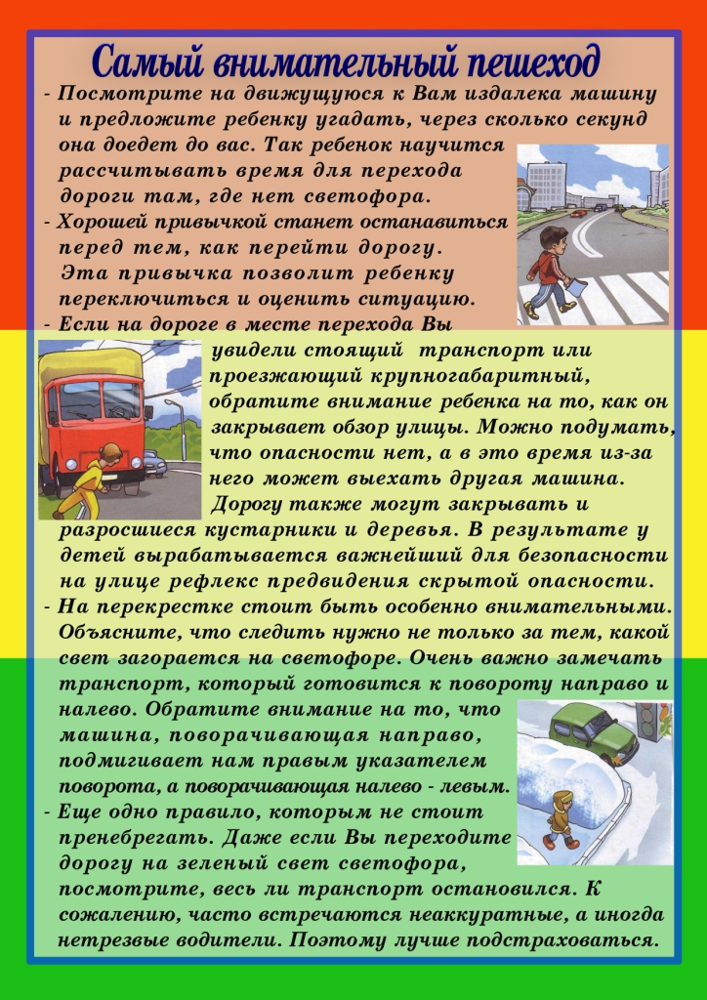 Самый внимательный пешеход
- Посмотрите на движущуюся к Вам издалека машину
и предложите ребенку угадать, через сколько секунд
она доедет до вас. Так ребенок научится
рассчитывать время для перехода
дороги там, где нет светофора.
- Хорошей привычкой станет останавиться
перед тем, как перейти дорогу.
Эта привычка позволит ребенку
переключиться и оценить ситуацию.
- Если на дороге в месте перехода Вы
увидели стоящий транспорт или
проезжающий крупногабаритный,
обратите внимание ребенка на то, как он
закрывает обзор улицы. Можно подумать,
что опасности нет, а в это время из-за
него может выехать другая машина.
Дорогу также могут закрывать и
разросшиеся кустарники и деревья. В результате у
детей вырабатывается важнейший для безопасности
на улице рефлекс предвидения скрытой опасности.
- На перекрестке стоит быть особенно внимательными.
Объясните, что следить нужно не только за тем, какой
свет загорается на светофоре. Очень важно замечать
транспорт, который готовится к повороту направо и
налево. Обратите внимание на то, что
машина, поворачивающая направо,
подмигивает нам правым указателем
поворота, а поворачивающая налево - левым.
- Еще одно правило, которым не стоит
пренебрегать. Даже если Вы переходите
дорогу на зеленый свет светофора,
посмотрите, весь ли транспорт остановился. К
сожалению, часто встречаются неаккуратные, а иногда
нетрезвые водители. Поэтому лучше подстраховаться.